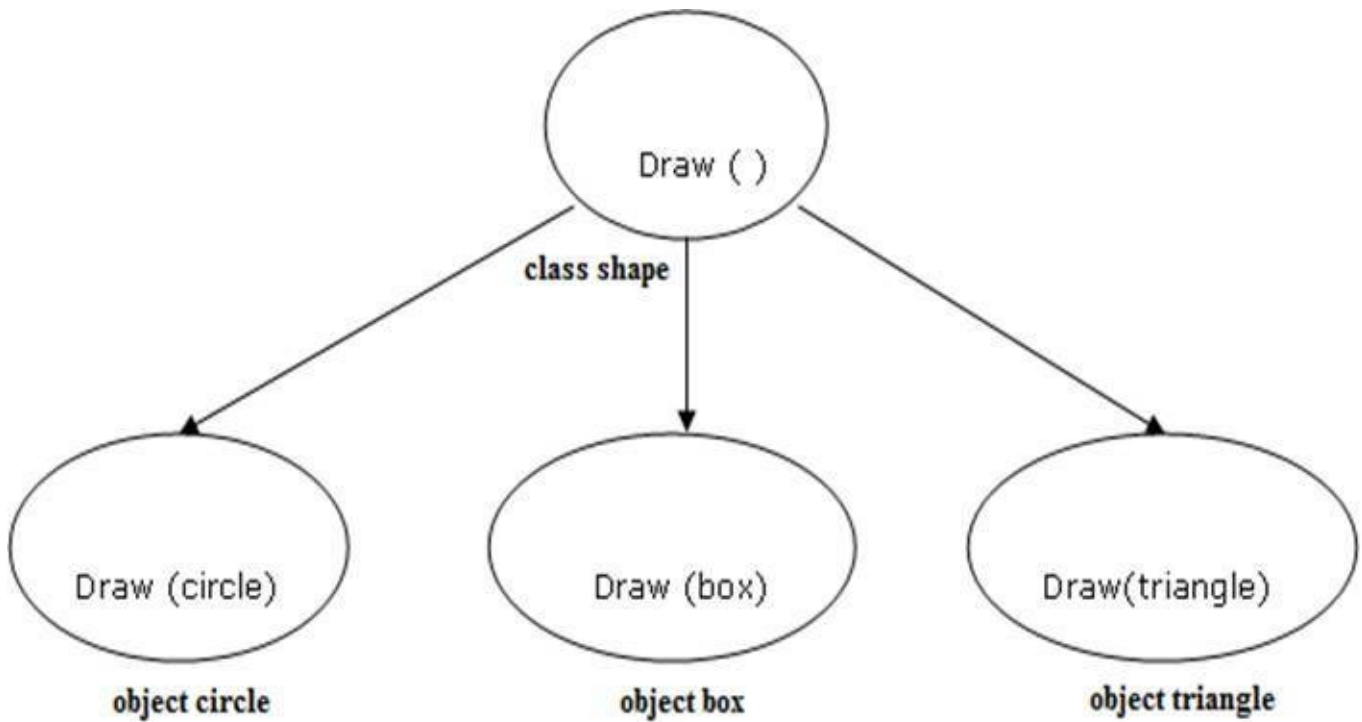 Draw ( )
class shape
Draw (circle)
Draw (box)
Draw(triangle)
object circle
object box
object triangle